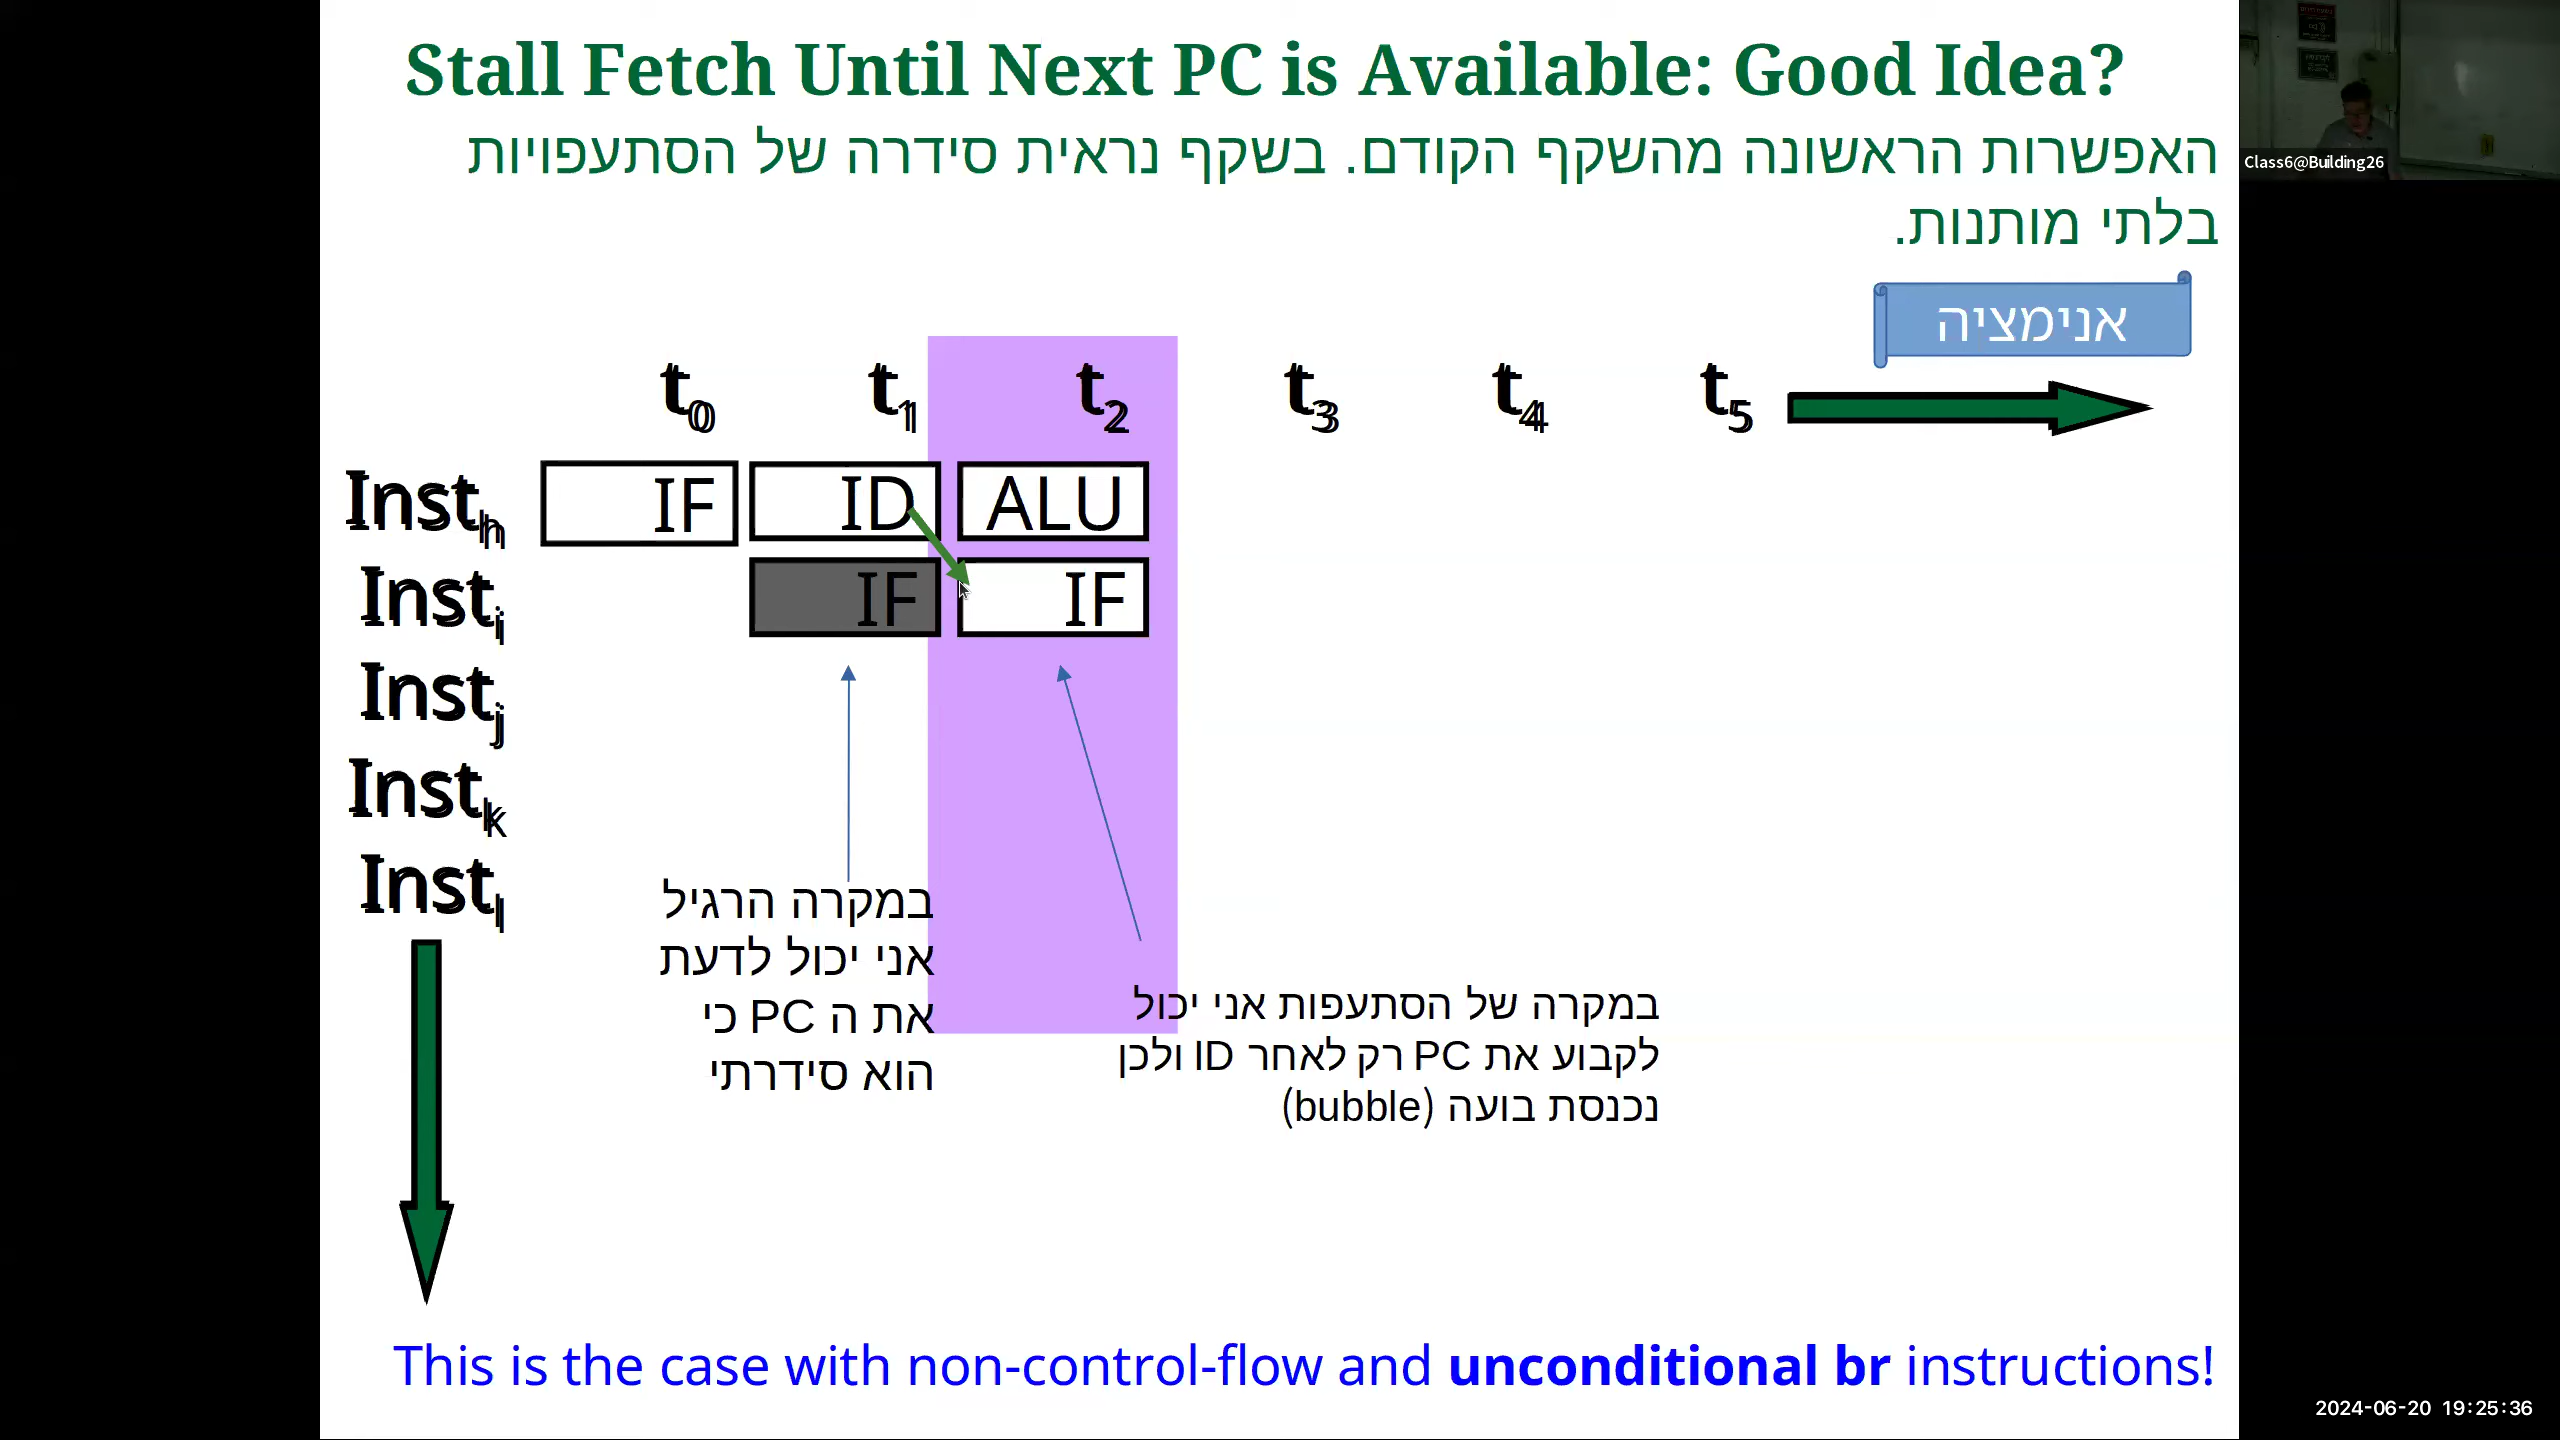 Stall Fetch Until Next PC is Available: Good Idea?
האפשרות הראשונה מהשקף הקודם. בשקף נראית סידרה של הסתעפויות
בלתי מותנות.
אנימציה
t0 t1 t2 t3 t4 t5
Insth IF ID ALU
Insti IF IF
Instj
Instk
Instl
במקרה הרגיל
אני יכול לדעת
את ה PC כי
הוא סידרתי
במקרה של הסתעפות אני יכול
לקבוע את PC רק לאחר ID ולכן
נכנסת בועה (bubble)
This is the case with non-control-flow and unconditional br instructions!
Class6@Building26
2024-06-20 19:25:36